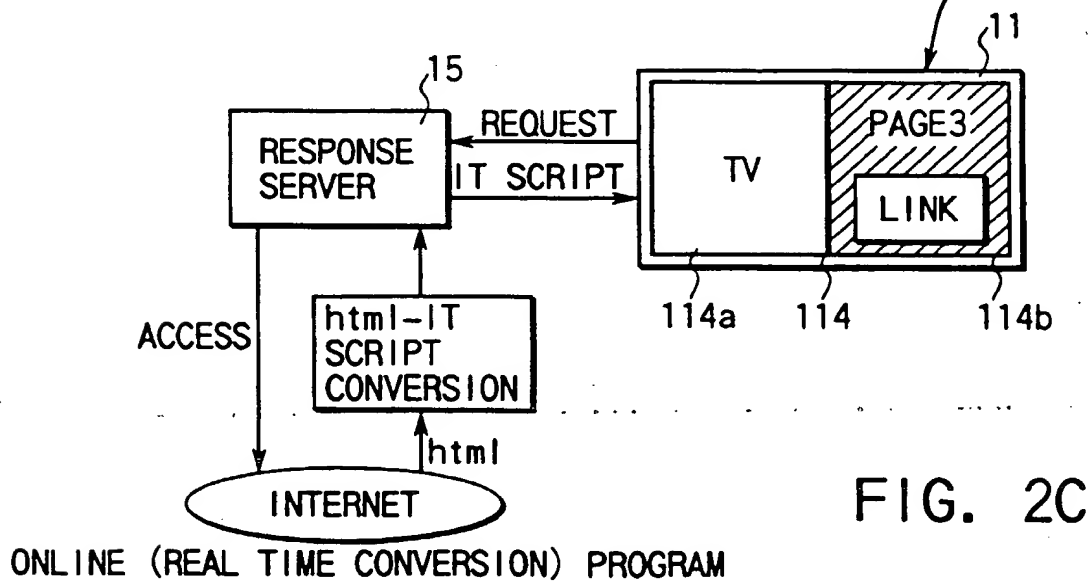 11
15
REQUEST
RESPONSE
SERVER
IT SCRIPT
TV
PAGE3
LINK
114a
114
114b
ACCESS
html-IT
SCRIPT
CONVERSION
html
INTERNET
FIG. 2C
ONLINE (REAL TIME CONVERSION) PROGRAM